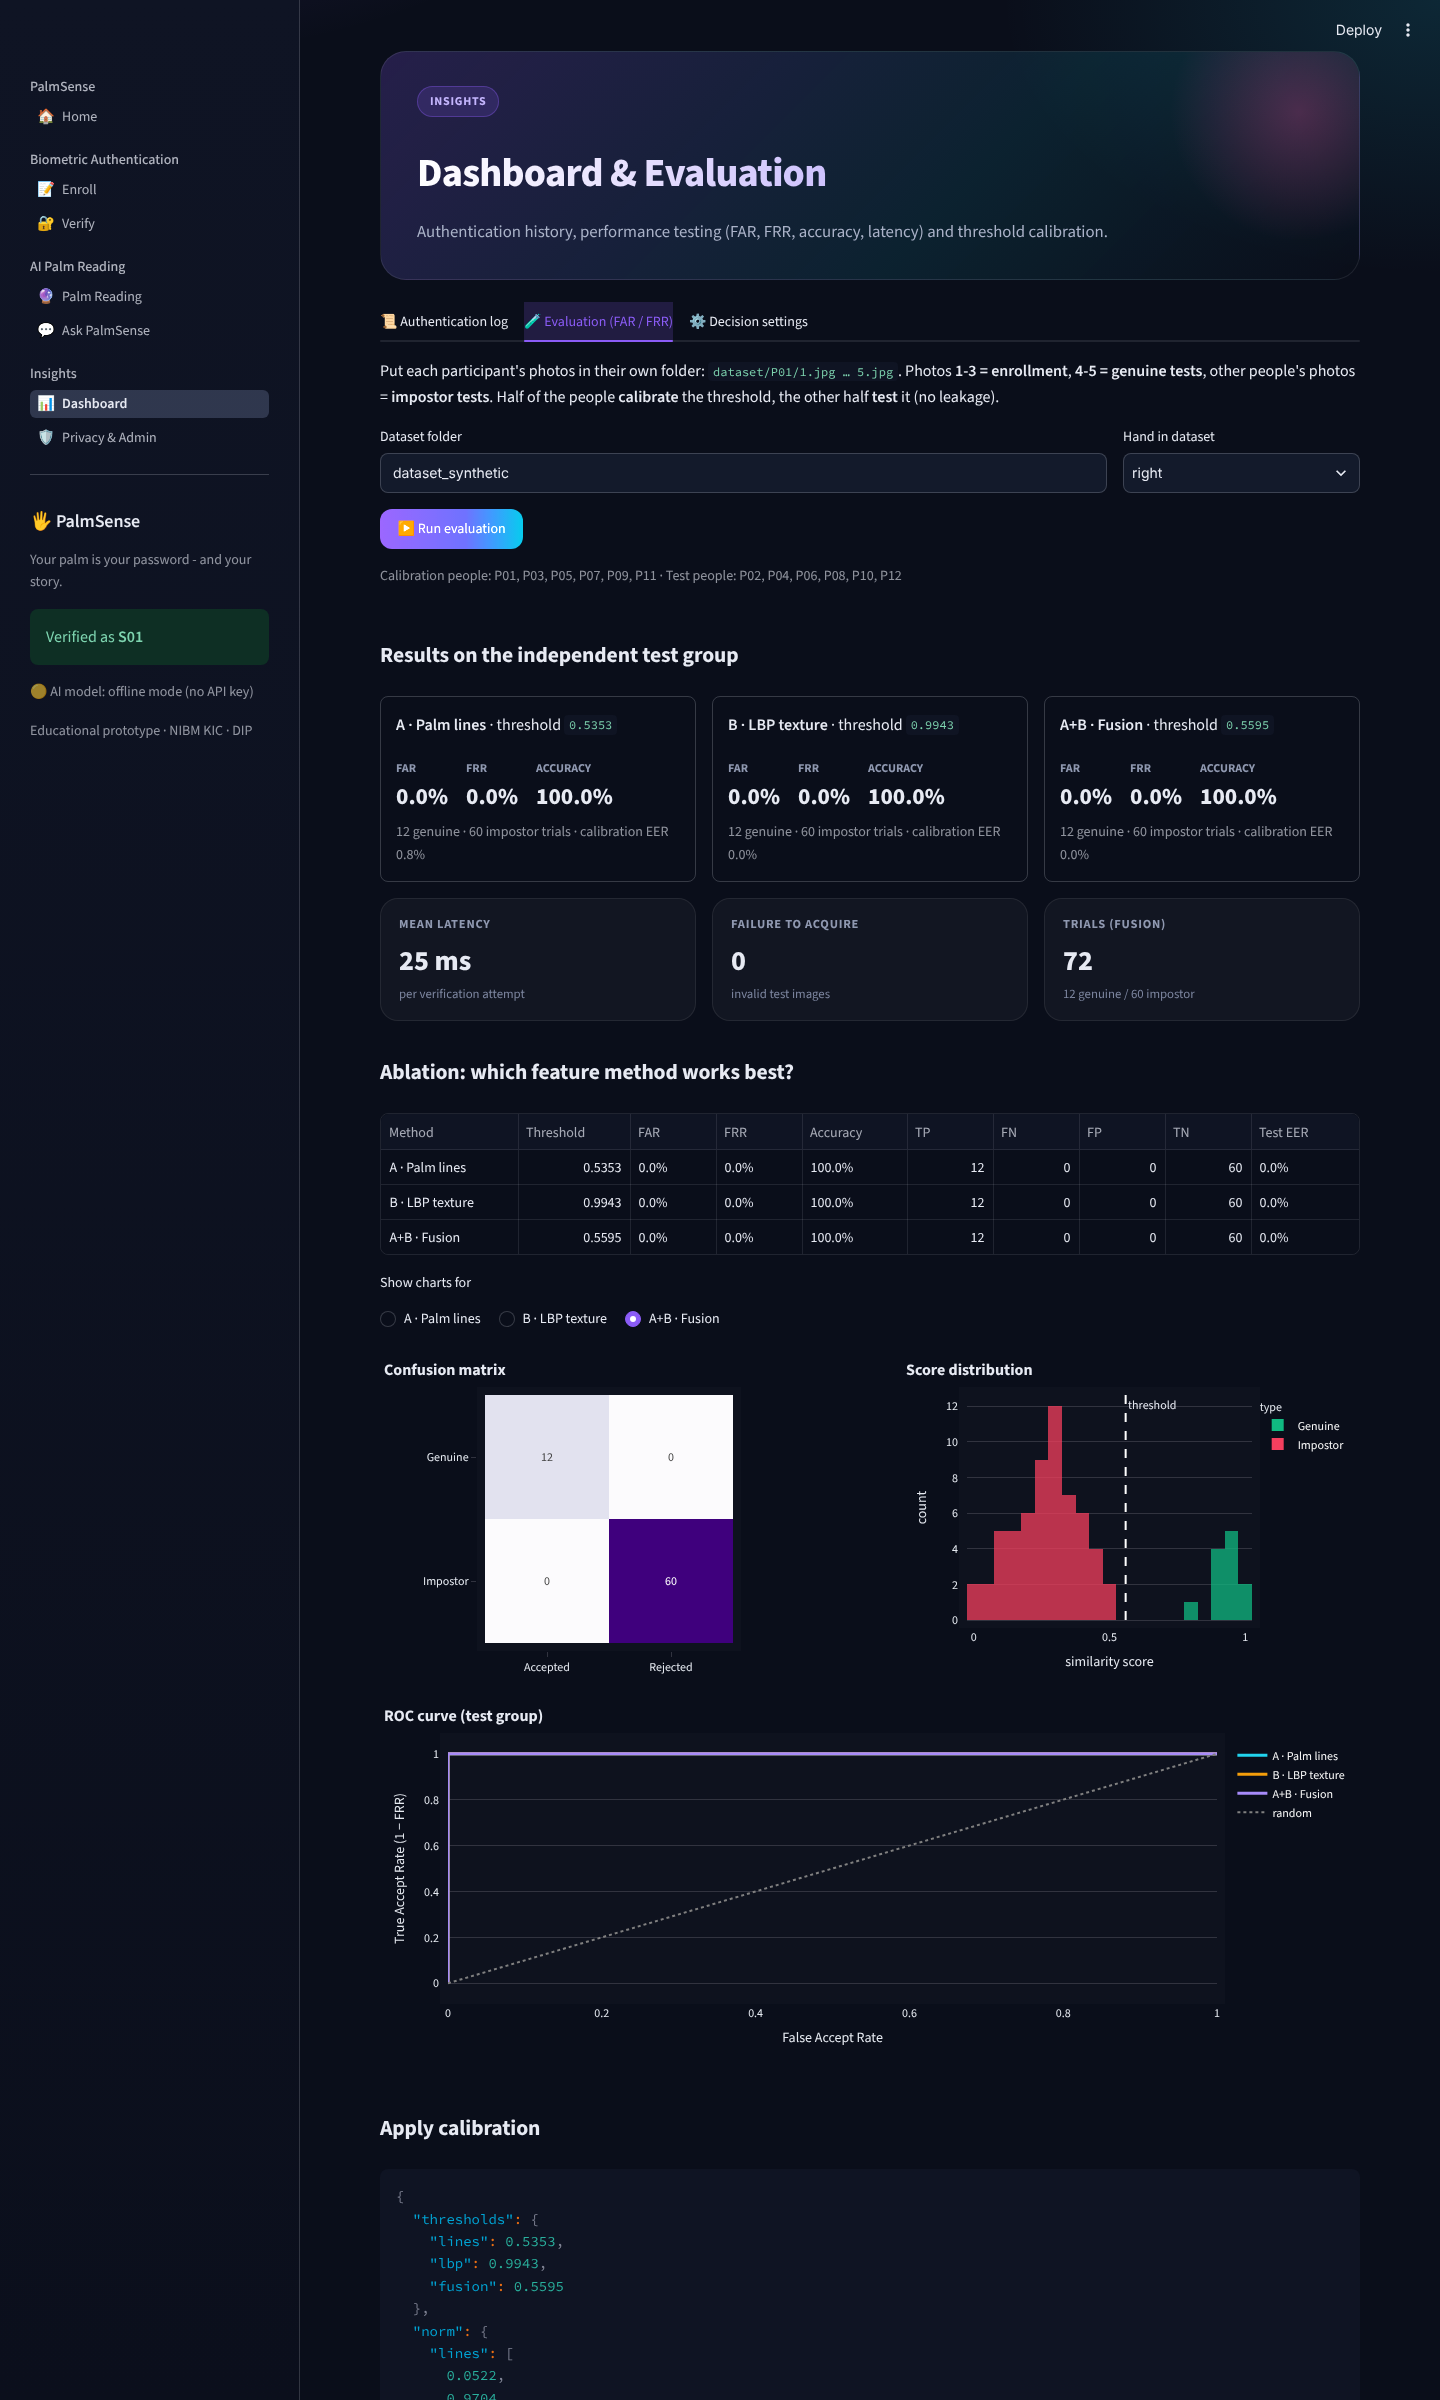 Deploy
PalmSense
🏠 Home
Biometric Authentication
📝 Enroll
🔐 Verify
AI Palm Reading
🔮 Palm Reading
💬 Ask PalmSense
Insights
📊 Dashboard
🛡️ Privacy & Admin
🖐️ PalmSense
Your palm is your password - and your
story.
Verified as S01
🟡 AI model: offline mode (no API key)
Educational prototype · NIBM KIC · DIP
INSIGHTS
Dashboard & Evaluation
Authentication history, performance testing (FAR, FRR, accuracy, latency) and threshold calibration.
📜 Authentication log 🧪 Evaluation (FAR / FRR) ⚙️ Decision settings
Put each participant's photos in their own folder: dataset/P01/1.jpg … 5.jpg . Photos 1-3 = enrollment, 4-5 = genuine tests, other people's photos
= impostor tests. Half of the people calibrate the threshold, the other half test it (no leakage).
Dataset folder Hand in dataset
dataset_synthetic right
▶️ Run evaluation
Calibration people: P01, P03, P05, P07, P09, P11 · Test people: P02, P04, P06, P08, P10, P12
Results on the independent test group
A · Palm lines · threshold 0.5353
FAR FRR ACCURACY
0.0% 0.0% 100.0%
12 genuine · 60 impostor trials · calibration EER
0.8%
B · LBP texture · threshold 0.9943
FAR FRR ACCURACY
0.0% 0.0% 100.0%
12 genuine · 60 impostor trials · calibration EER
0.0%
A+B · Fusion · threshold 0.5595
FAR FRR ACCURACY
0.0% 0.0% 100.0%
12 genuine · 60 impostor trials · calibration EER
0.0%
MEAN LATENCY
25 ms
per verification attempt
FAILURE TO ACQUIRE
0
invalid test images
TRIALS (FUSION)
72
12 genuine / 60 impostor
Ablation: which feature method works best?
Method Threshold FAR FRR Accuracy TP FN FP TN Test EER
A · Palm lines 0.5353 0.0% 0.0% 100.0% 12 0 0 60 0.0%
B · LBP texture 0.9943 0.0% 0.0% 100.0% 12 0 0 60 0.0%
A+B · Fusion 0.5595 0.0% 0.0% 100.0% 12 0 0 60 0.0%
Show charts for
A · Palm lines B · LBP texture A+B · Fusion
Confusion matrix
Genuine 12 0
Impostor 0 60
Accepted Rejected
Score distribution
threshold
type
Genuine
Impostor
12
10
8
6
4
2
0
count
0 0.5 1
similarity score
ROC curve (test group)
1
0.8
0.6
0.4
0.2
0
True Accept Rate (1 − FRR)
0 0.2 0.4 0.6 0.8 1
False Accept Rate
A · Palm lines
B · LBP texture
A+B · Fusion
random
Apply calibration
{
"thresholds": {
"lines": 0.5353,
"lbp": 0.9943,
"fusion": 0.5595
},
"norm": {
"lines": [
0.0522,
0.9704